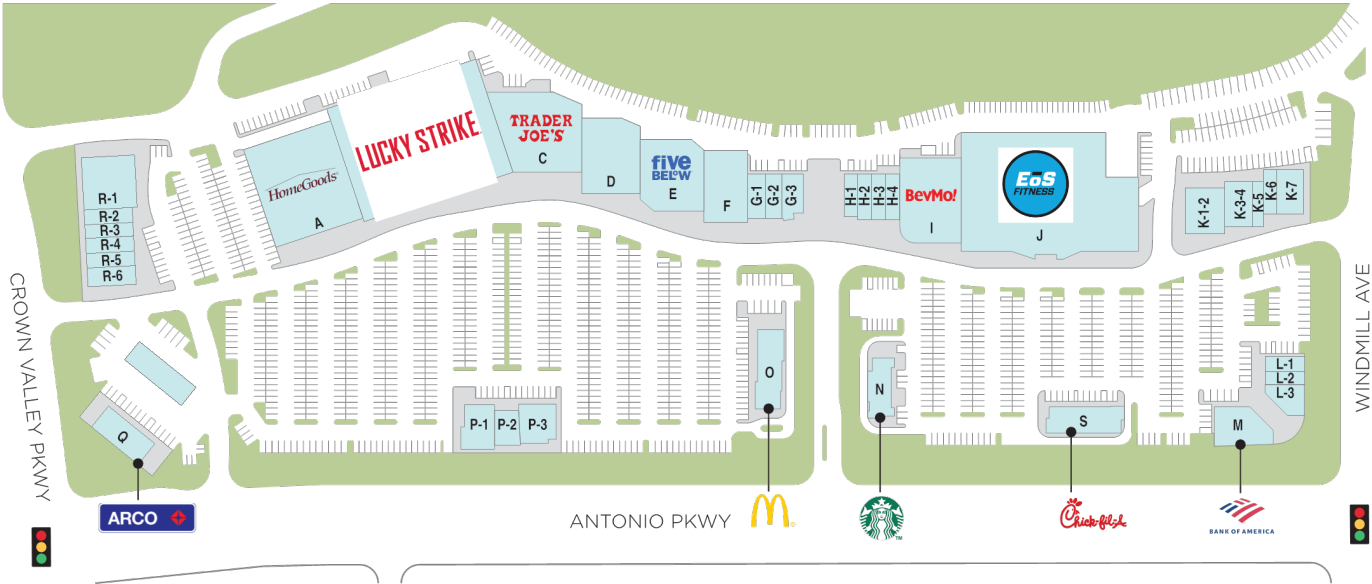 LUCKY STRIKE
TRADER
JOE'S
C
D
five
BELOW
E
F
G-1
G-2
G-3
H-1
H-2
H-3
H-4
BevMo!
I
EōS
FITNESS
J
K-1-2
K-3-4
K-5
K-6
K-7
HomeGoods
A
R-1
R-2
R-3
R-4
R-5
R-6
CROWN VALLEY PKWY
WINDMILL AVE
O
N
L-1
L-2
L-3
P-1
P-2
P-3
S
M
Q
ARCO
ANTONIO PKWY
Chick-fil-A
BANK OF AMERICA